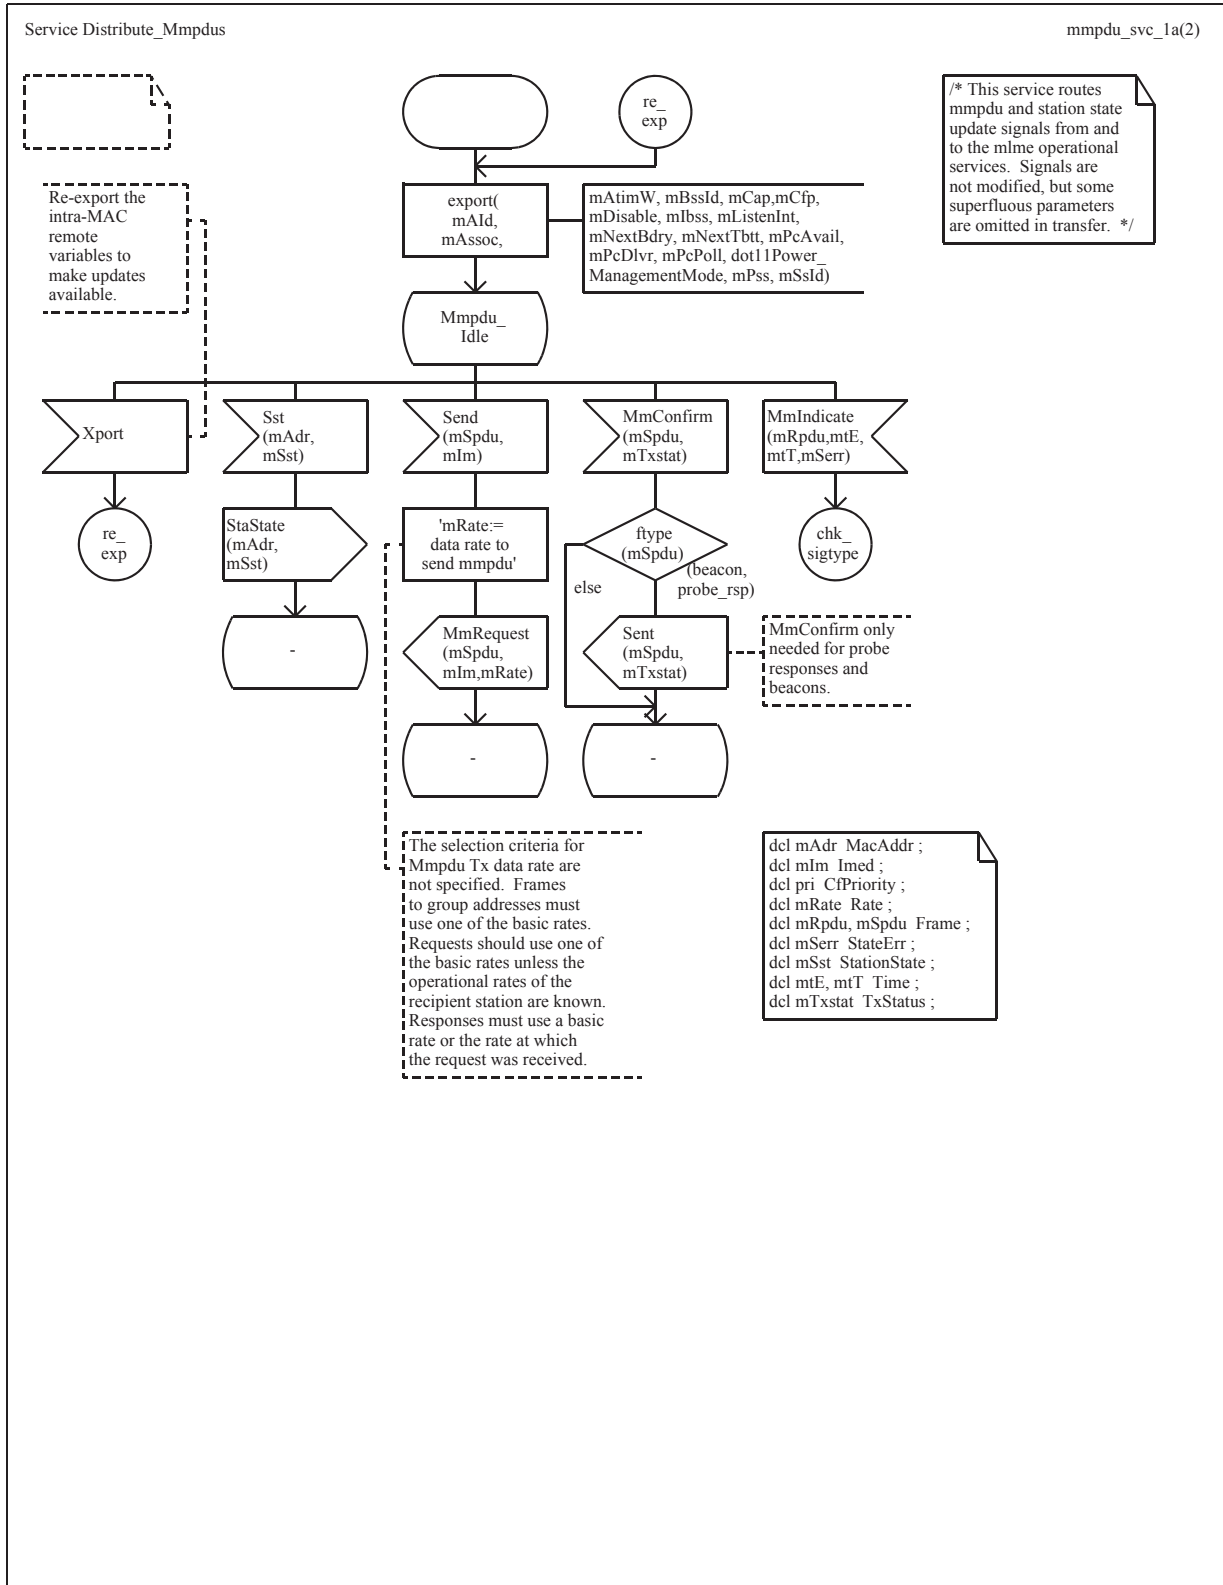 Service Distribute_Mmpdus
mmpdu_svc_1a(2)
re_
exp
/* This service routes
mmpdu and station state
update signals from and
to the mlme operational
services.  Signals are
not modified, but some
superfluous parameters
are omitted in transfer.  */
Re-export the
intra-MAC
remote
variables to
make updates
available.
export(
mAId,
mAssoc,
mAtimW, mBssId, mCap,mCfp,
mDisable, mIbss, mListenInt,
mNextBdry, mNextTbtt, mPcAvail,
mPcDlvr, mPcPoll, dot11Power_
ManagementMode, mPss, mSsId)
Mmpdu_
Idle
Xport
Sst
(mAdr,
mSst)
Send
(mSpdu,
mIm)
MmConfirm
(mSpdu,
mTxstat)
MmIndicate
(mRpdu,mtE,
mtT,mSerr)
re_
exp
StaState
(mAdr,
mSst)
'mRate:=
data rate to
send mmpdu'
ftype
(mSpdu)
chk_
sigtype
else
(beacon,
probe_rsp)
-
MmRequest
(mSpdu,
mIm,mRate)
Sent
(mSpdu,
mTxstat)
MmConfirm only
needed for probe
responses and
beacons.
-
-
The selection criteria for
Mmpdu Tx data rate are
not specified.  Frames
to group addresses must
use one of the basic rates.
Requests should use one of
the basic rates unless the
operational rates of the
recipient station are known.
Responses must use a basic
rate or the rate at which
the request was received.
dcl mAdr  MacAddr ;
dcl mIm  Imed ;
dcl pri  CfPriority ;
dcl mRate  Rate ;
dcl mRpdu, mSpdu  Frame ;
dcl mSerr  StateErr ;
dcl mSst  StationState ;
dcl mtE, mtT  Time ;
dcl mTxstat  TxStatus ;